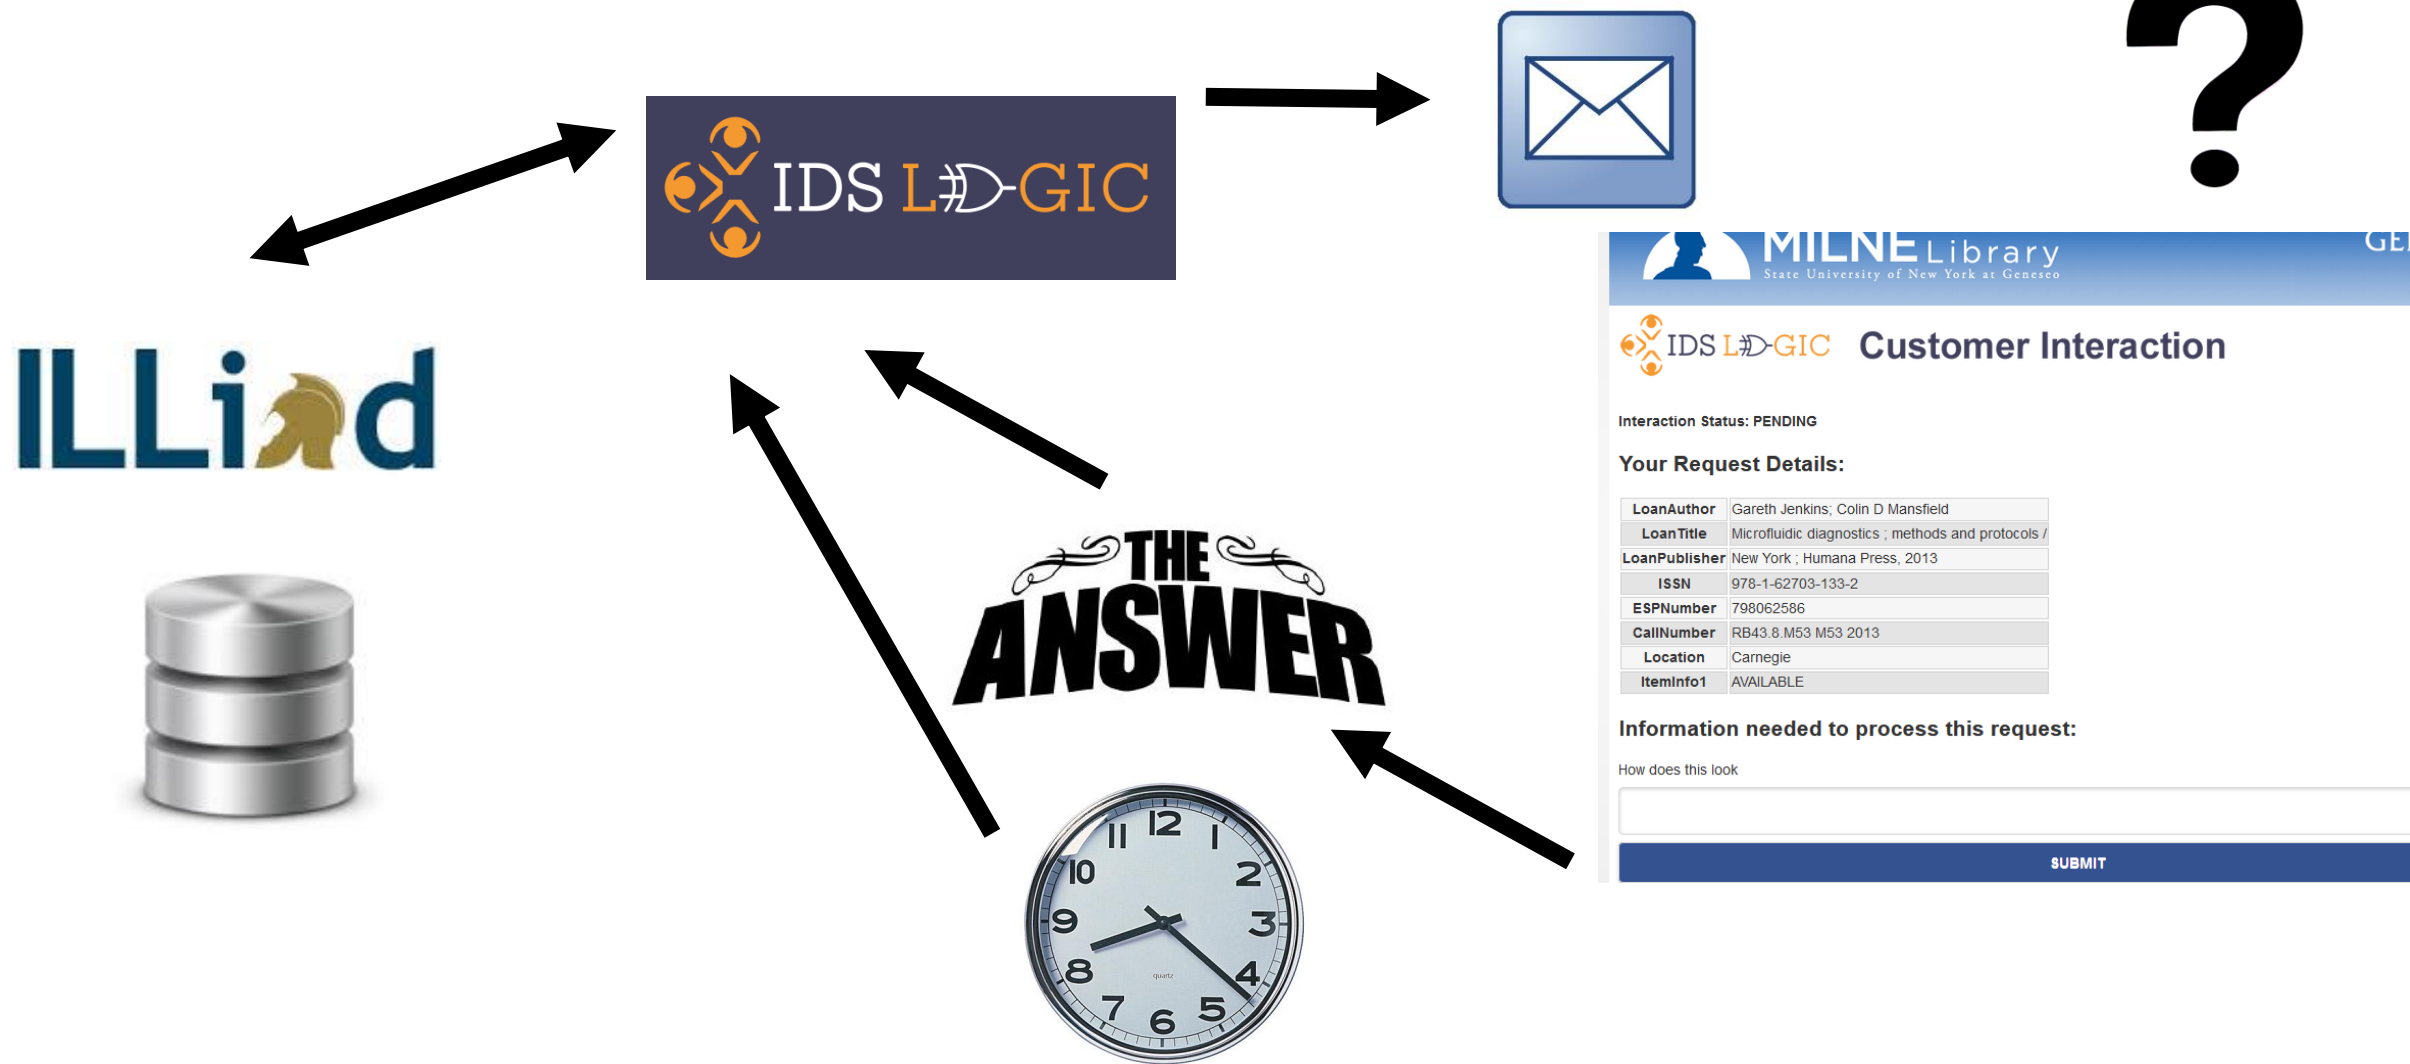 ?
IDS LOGIC
MILNE Library
State University of New York at Geneseo
IDS LOGIC Customer Interaction
ILLiad
Interaction Status: PENDING
Your Request Details:
LoanAuthor Gareth Jenkins; Colin D Mansfield
LoanTitle Microfluidic diagnostics ; methods and protocols /
LoanPublisher New York ; Humana Press, 2013
ISSN 978-1-62703-133-2
ESPNumber 798062586
CallNumber RB43.8.M53 M53 2013
Location Carnegie
ItemInfo1 AVAILABLE
THE
ANSWER
Information needed to process this request:
How does this look
SUBMIT
12
11 1
10 2
9 3
8 4
7 5
6
quartz